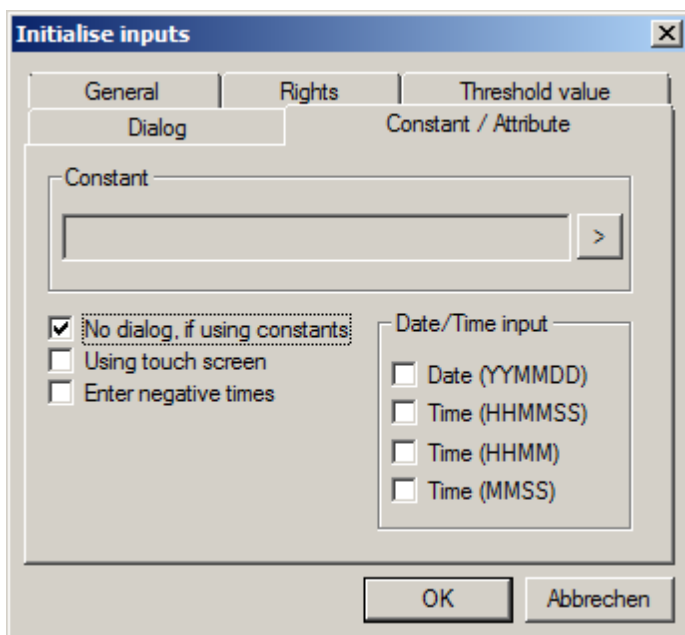 Initialise inputs
General
Rights
Threshold value
Dialog
Constant / Attribute
Constant
>
No dialog, if using constants
Using touch screen
Enter negative times
Date/Time input
Date (YYMMDD)
Time (HHMMSS)
Time (HHMM)
Time (MMSS)
OK
Abbrechen